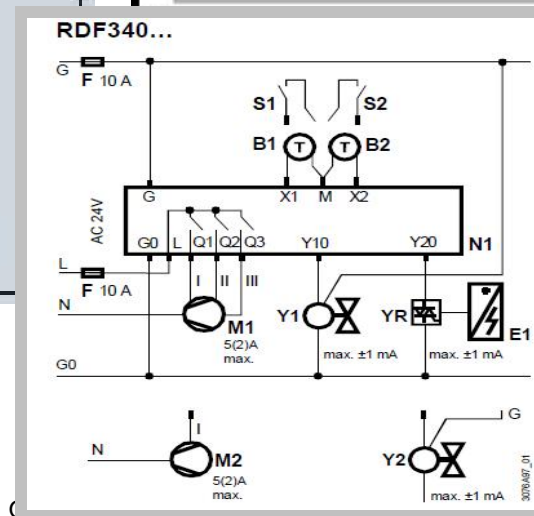 RDF340...
G
F 10 A
S1
S2
B1
T
T
B2
G
X1
M
X2
AC 24V
G0
L
Q1
Q2
Q3
Y10
Y20
N1
L
F 10 A
I
II
III
N
M1
5(2)A
max.
Y1
max. ±1 mA
YR
max. ±1 mA
E1
G0
I
N
M2
5(2)A
max.
G
Y2
max. ±1 mA
3076A97_01